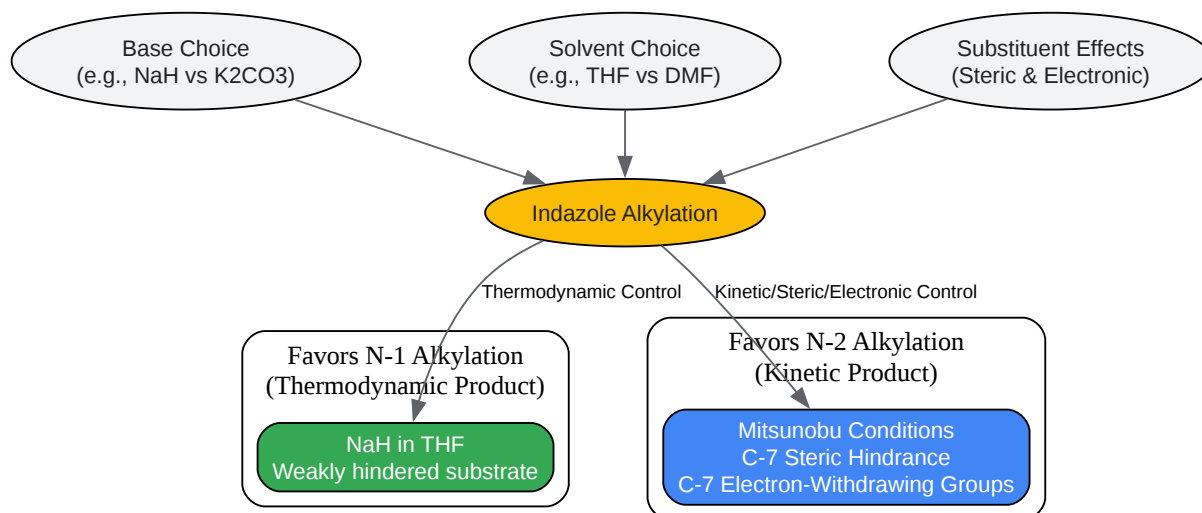 Base Choice
(e.g., NaH vs K2CO3)
Solvent Choice
(e.g., THF vs DMF)
Substituent Effects
(Steric & Electronic)
Indazole Alkylation
Thermodynamic Control
Kinetic/Steric/Electronic Control
Favors N-1 Alkylation
(Thermodynamic Product)
NaH in THF
Weakly hindered substrate
Favors N-2 Alkylation
(Kinetic Product)
Mitsunobu Conditions
C-7 Steric Hindrance
C-7 Electron-Withdrawing Groups